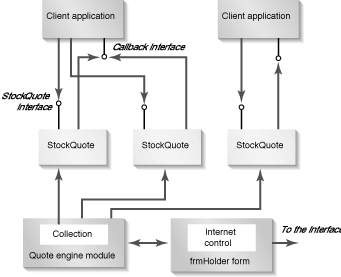 Client application
Client application
Callback Interface
StockQuote
Interface
StockQuote
StockQuote
StockQuote
Collection
Quote engine module
Internet
control
frmHolder form
To the Interface